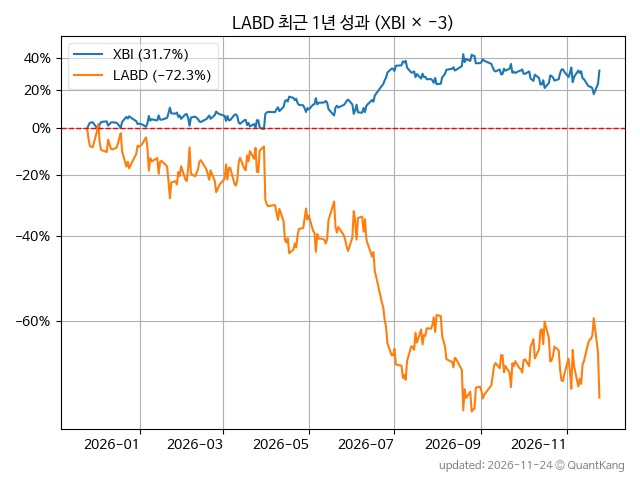 LABD 최근 1년 성과 (XBI × −3)
XBI (31.7%)
LABD (−72.3%)
40%
20%
0%
−20%
−40%
−60%
2026−01 2026−03 2026−05 2026−07 2026−09 2026−11
updated: 2026-11-24 © QuantKang